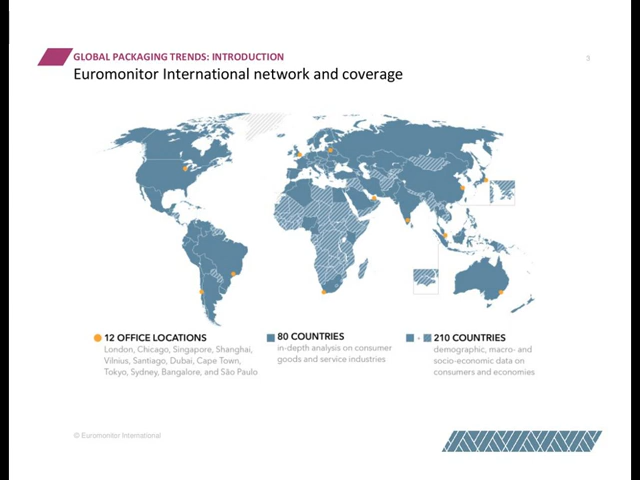 GLOBAL PACKAGING TRENDS: INTRODUCTION
3
Euromonitor International network and coverage
12 OFFICE LOCATIONS
London, Chicago, Singapore, Shanghai,
Vilnius, Santiago, Dubai, Cape Town,
Tokyo, Sydney, Bangalore, and São Paulo
80 COUNTRIES
in-depth analysis on consumer
goods and service industries
- 210 COUNTRIES
demographic, macro- and
socio-economic data on
consumers and economies
© Euromonitor International